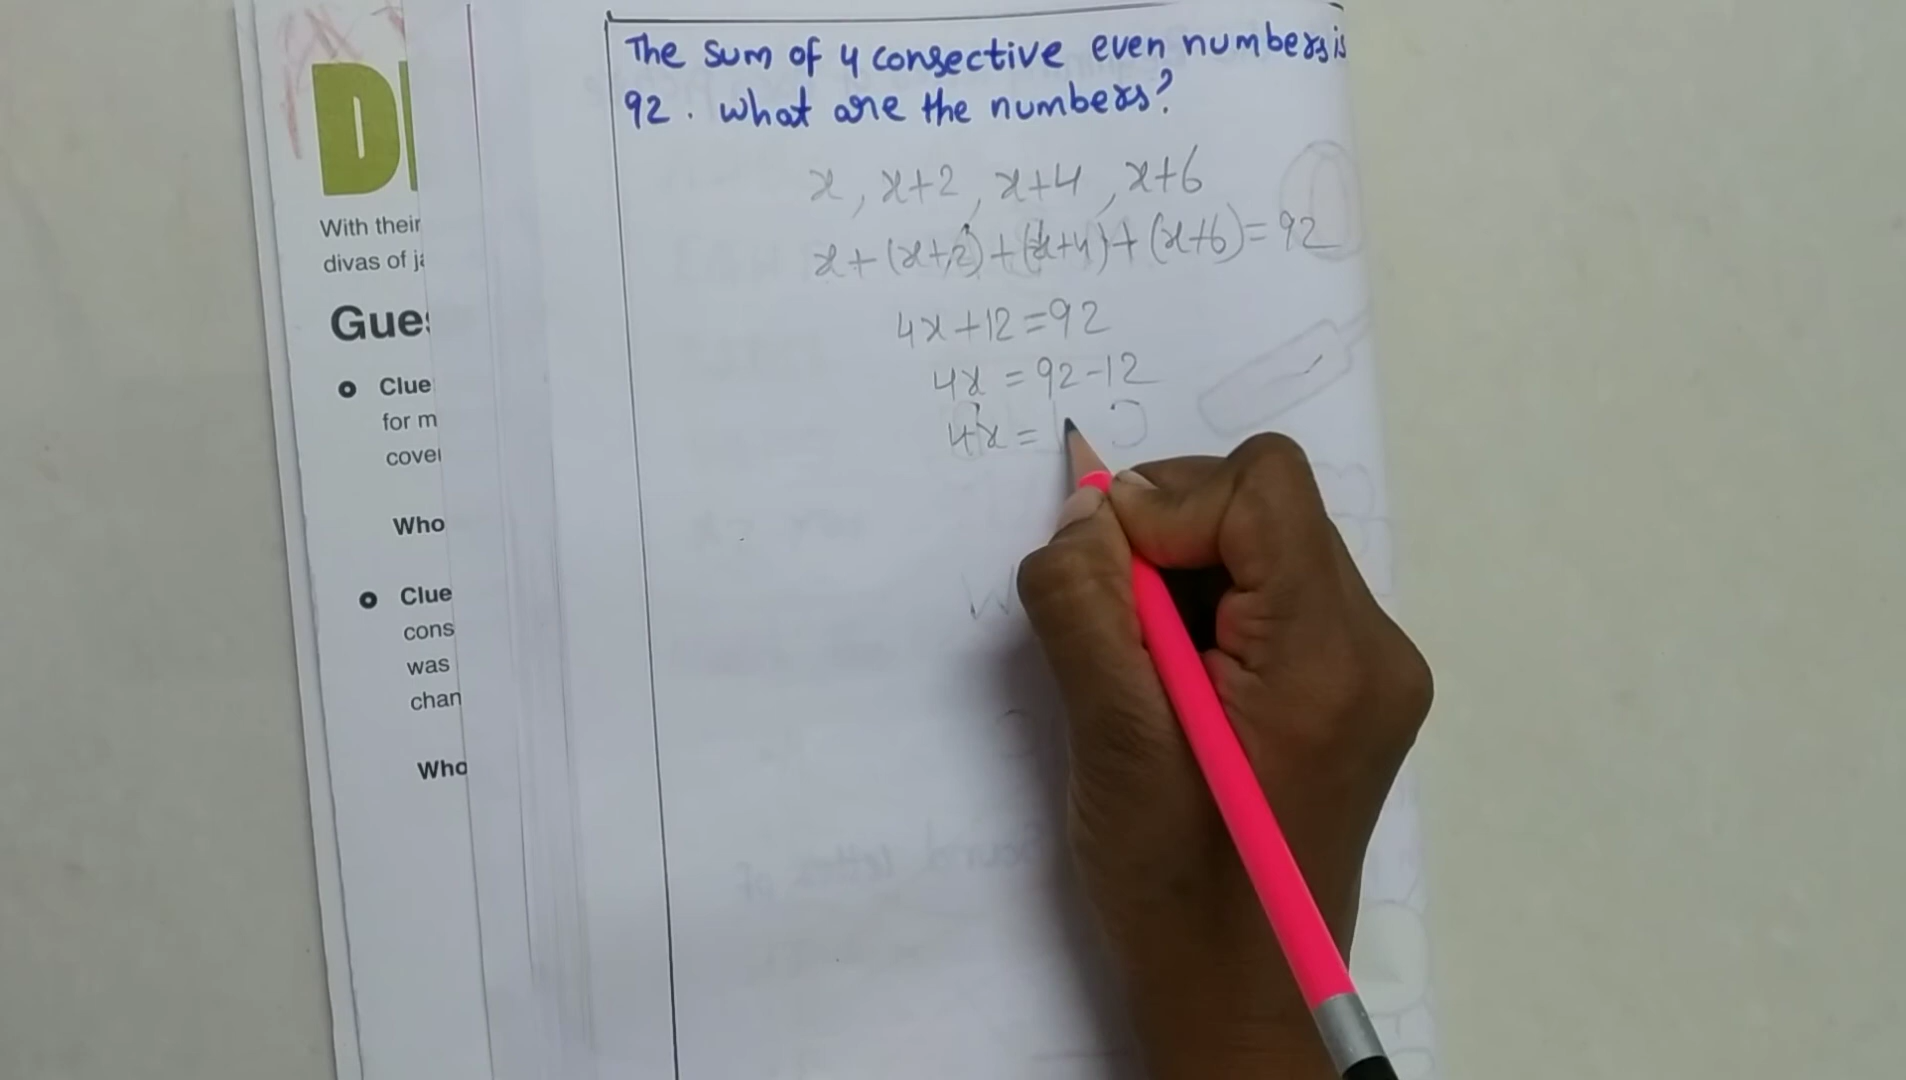 The sum of 4 consective even numbers is
92. what are the numbers?
x, x+2, x+4, x+6
x+(x+2)+(x+4)+(x+6)=92
4x+12=92
4x = 92-12
4x =
With their
divas of
Clue
for m
cove
Who
Clue
cons
was
chan
Who